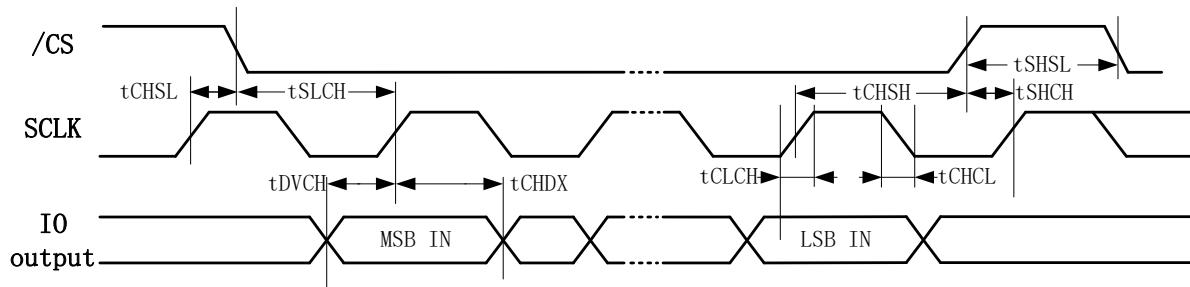 /CS
tSHSL
tCHSL
tSLCH
tCHSH
tSHCH
SCLK
tDVCH
tCHDX
tCLCH
tCHCL
IO
output
MSB IN
LSB IN